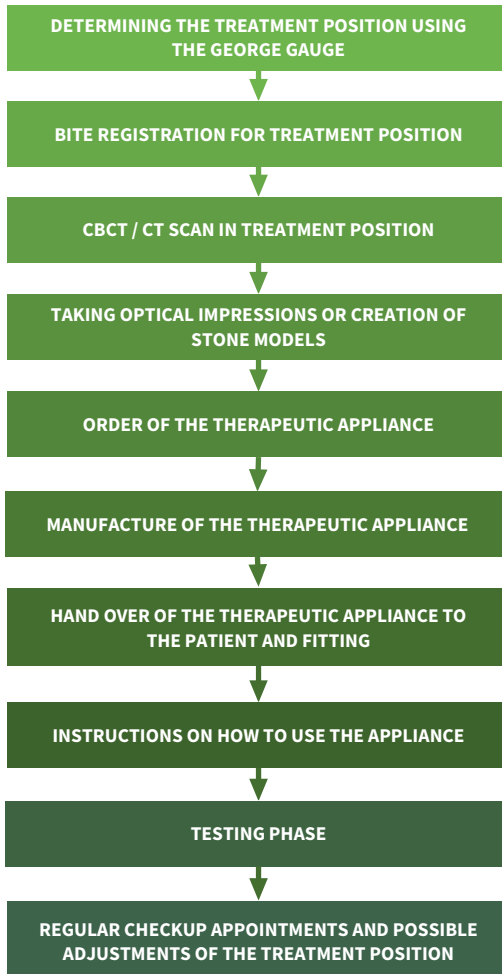 DETERMINING THE TREATMENT POSITION USING
THE GEORGE GAUGE
BITE REGISTRATION FOR TREATMENT POSITION
CBCT / CT SCAN IN TREATMENT POSITION
TAKING OPTICAL IMPRESSIONS OR CREATION OF
STONE MODELS
ORDER OF THE THERAPEUTIC APPLIANCE
MANUFACTURE OF THE THERAPEUTIC APPLIANCE
HAND OVER OF THE THERAPEUTIC APPLIANCE TO
THE PATIENT AND FITTING
INSTRUCTIONS ON HOW TO USE THE APPLIANCE
TESTING PHASE
REGULAR CHECKUP APPOINTMENTS AND POSSIBLE
ADJUSTMENTS OF THE TREATMENT POSITION